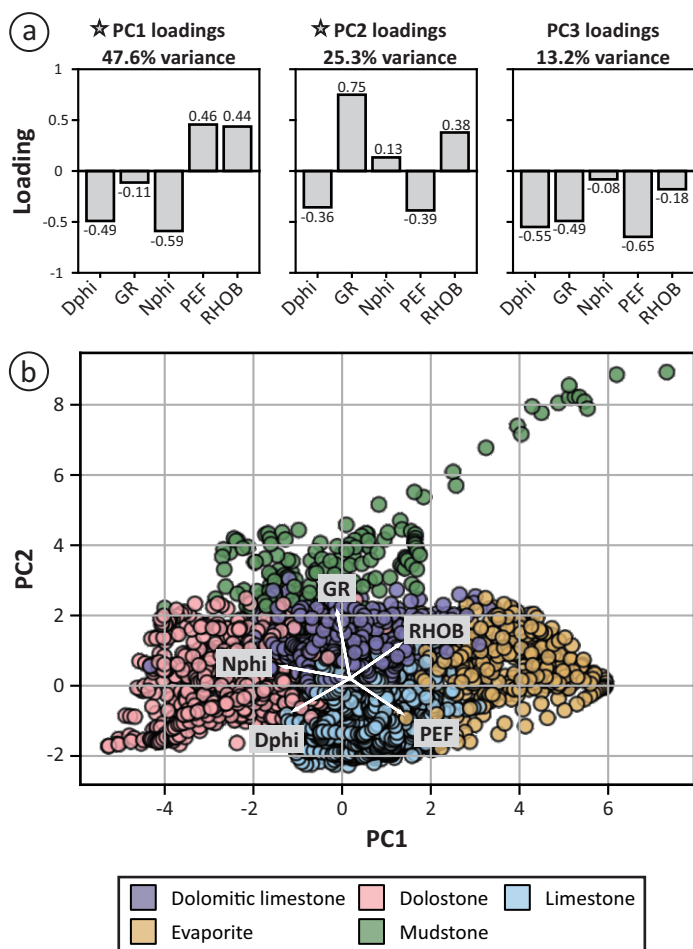 a
☆ PC1 loadings
47.6% variance
☆ PC2 loadings
25.3% variance
PC3 loadings
13.2% variance
Loading
1
0.5
0
-0.5
-1
-0.49
-0.11
-0.59
0.46
0.44
Dphi
GR
Nphi
PEF
RHOB
-0.36
0.75
0.13
-0.39
0.38
Dphi
GR
Nphi
PEF
RHOB
-0.55
-0.49
-0.08
-0.65
-0.18
Dphi
GR
Nphi
PEF
RHOB
b
PC2
8
6
4
2
0
-2
GR
RHOB
Nphi
Dphi
PEF
-4
-2
0
2
4
6
PC1
Dolomitic limestone
Dolostone
Limestone
Evaporite
Mudstone